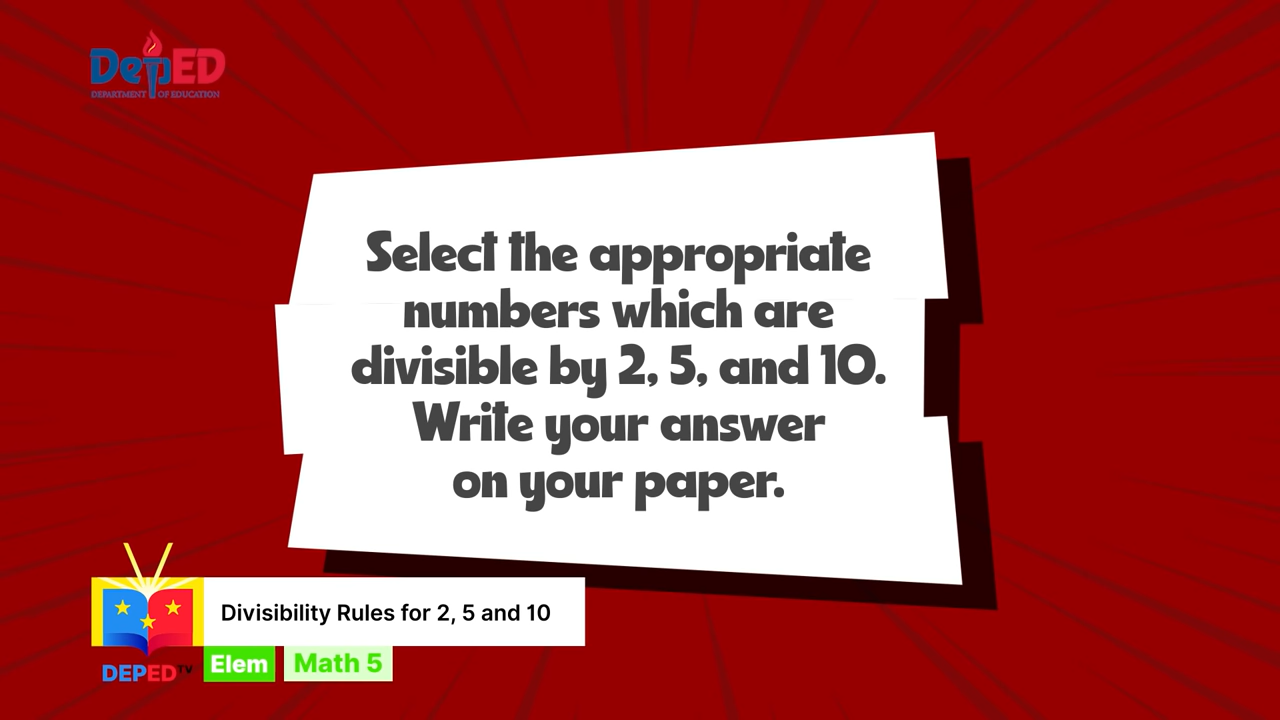 DepED
DEPARTMENT OF EDUCATION
Select the appropriate
numbers which are
divisible by 2, 5, and 10.
Write your answer
on your paper.
Divisibility Rules for 2, 5 and 10
DEPED TV
Elem
Math 5